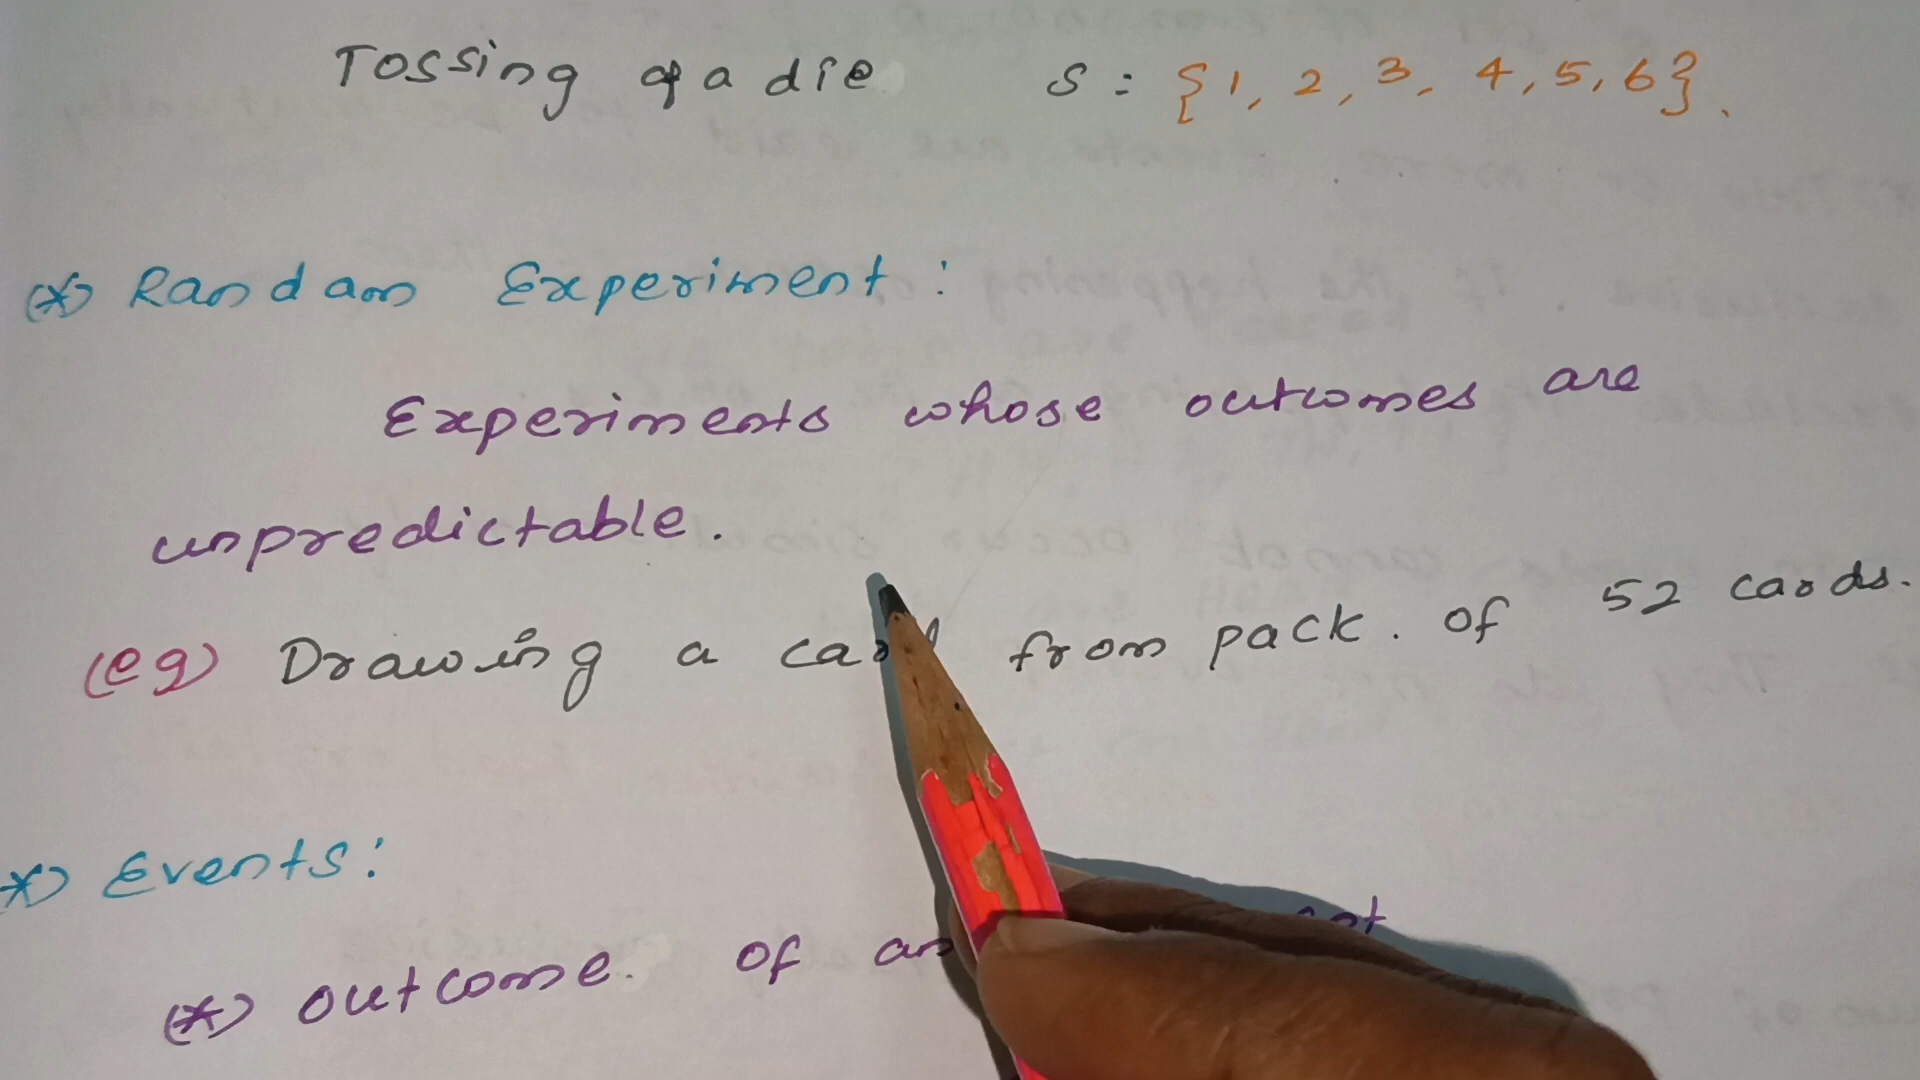 Tossing of a die S : {1, 2, 3, 4, 5, 6}.
(*) Random Experiment :
Experiments whose outcomes are
unpredictable.
(eg) Drawing a card from pack. of 52 cards.
*) Events :
(*) outcome. of an